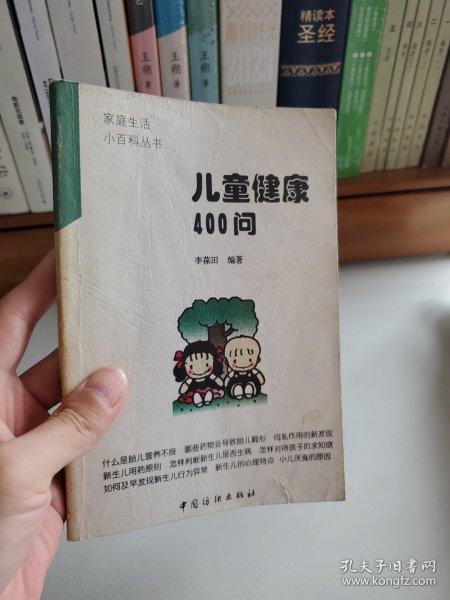 王朔
王朔
王朔
精读本
圣经
家庭生活
小百科丛书
儿童健康
400问
李葆田 编著
什么是胎儿营养不良 哪些药物会导致胎儿畸形 母乳作用的新发现
新生儿用药原则 怎样判断新生儿是否生病 怎样对待孩子的求知欲
如何及早发现新生儿行为异常 新生儿的心理特点 小儿厌食的原因
中国纺织出版社
孔夫子旧书网
www.kongfz.com